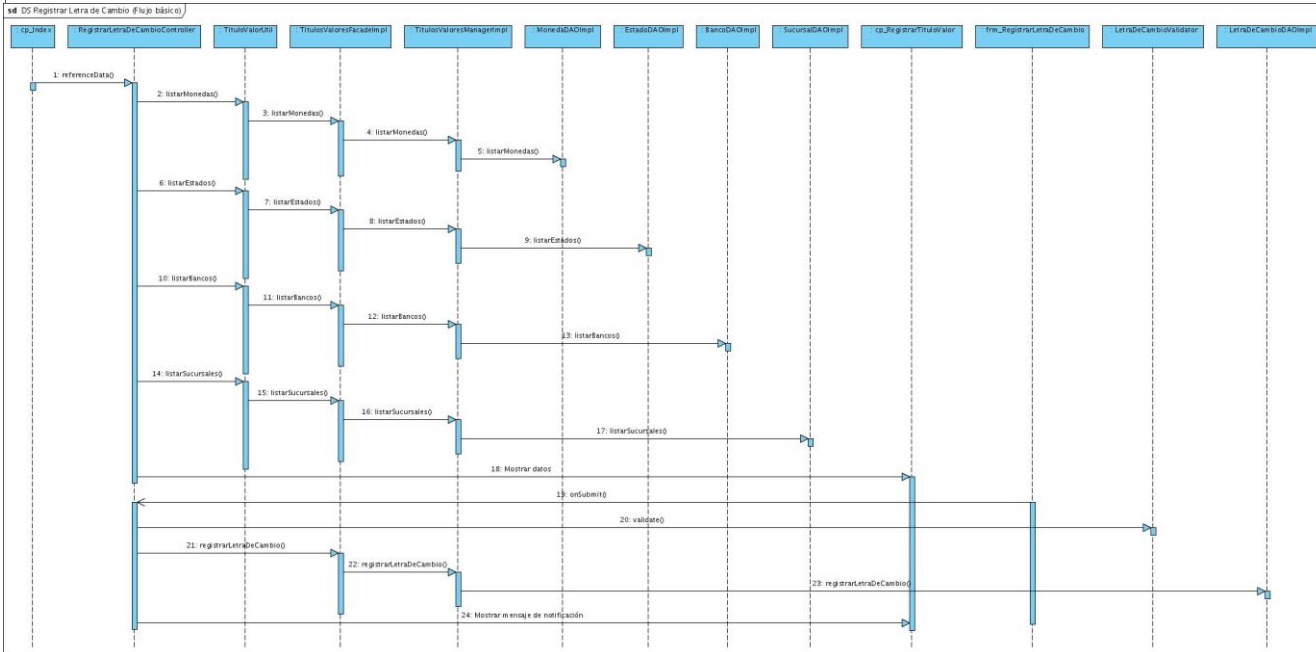 sd DS Registrar Letra de Cambio (Flujo básico)
: cp_Index
: RegistrarLetraDeCambioController
: TituloValorUtil
: TitulosValoresFacadeImpl
: TitulosValoresManagerImpl
: MonedaDAOImpl
: EstadoDAOImpl
: BancoDAOImpl
: SucursalDAOImpl
: cp_RegistrarTituloValor
: frm_RegistrarLetraDeCambio
: LetraDeCambioValidator
: LetraDeCambioDAOImpl
1: referenceData()
2: listarMonedas()
3: listarMonedas()
4: listarMonedas()
5: listarMonedas()
6: listarEstados()
7: listarEstados()
8: listarEstados()
9: listarEstados()
10: listarBancos()
11: listarBancos()
12: listarBancos()
13: listarBancos()
14: listarSucursales()
15: listarSucursales()
16: listarSucursales()
17: listarSucursales()
18: Mostrar datos
19: onSubmit()
20: validate()
21: registrarLetraDeCambio()
22: registrarLetraDeCambio()
23: registrarLetraDeCambio()
24: Mostrar mensaje de notificación